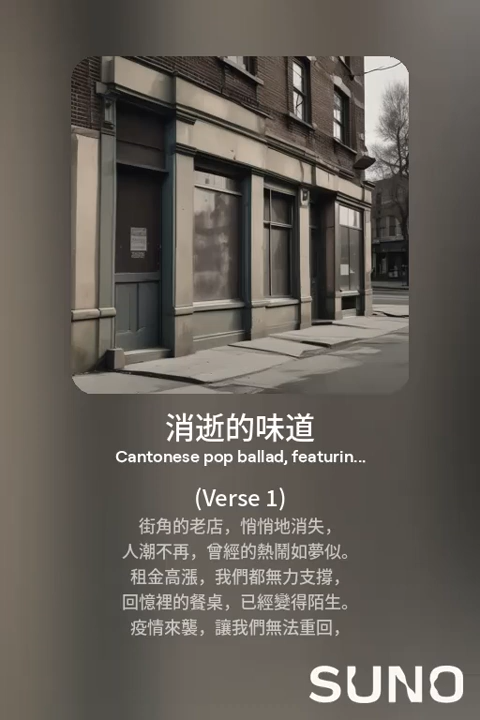 消逝的味道
Cantonese pop ballad, featurin...
(Verse 1)
街角的老店，悄悄地消失，
人潮不再，曾經的熱鬧如夢似。
租金高漲，我們都無力支撐，
回憶裡的餐桌，已經變得陌生。
疫情來襲，讓我們無法重回，
SUNO